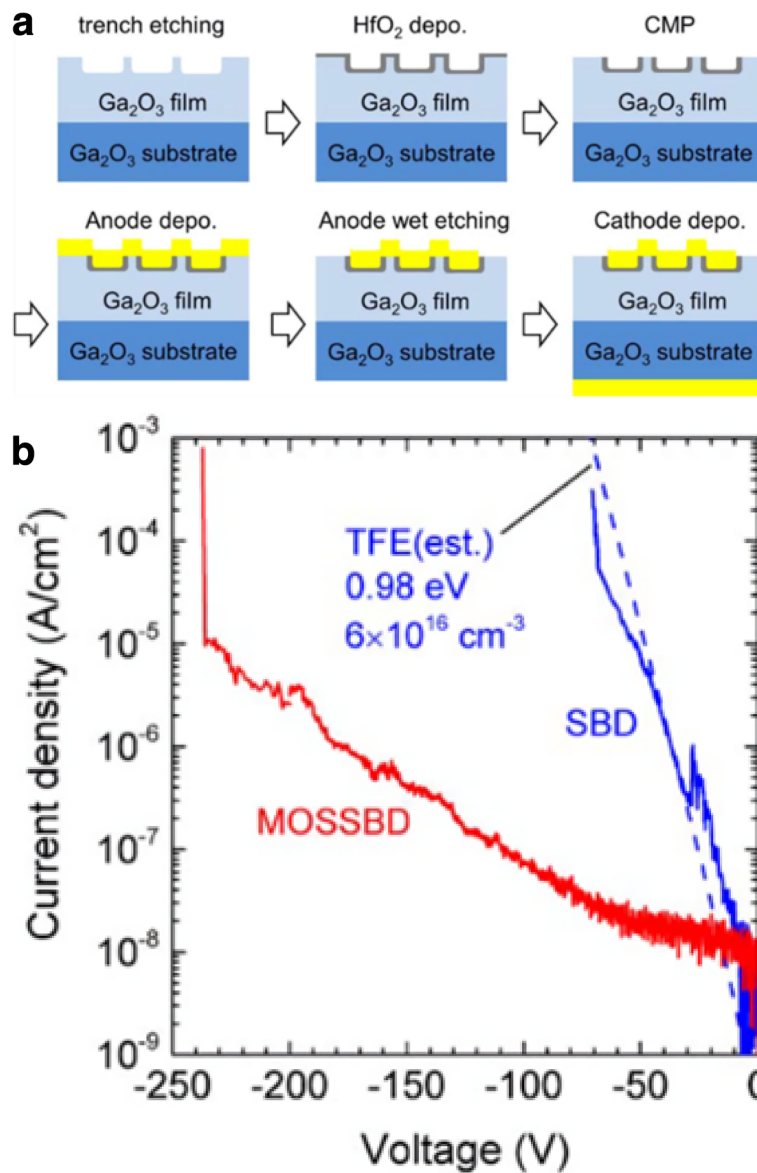 a
trench etching
HfO₂ depo.
CMP
Ga₂O₃ film
Ga₂O₃ substrate
Ga₂O₃ film
Ga₂O₃ substrate
Ga₂O₃ film
Ga₂O₃ substrate
Anode depo.
Anode wet etching
Cathode depo.
Ga₂O₃ film
Ga₂O₃ substrate
Ga₂O₃ film
Ga₂O₃ substrate
Ga₂O₃ film
Ga₂O₃ substrate
b
Current density (A/cm²)
10⁻³
10⁻⁴
10⁻⁵
10⁻⁶
10⁻⁷
10⁻⁸
10⁻⁹
TFE(est.)
0.98 eV
6×10¹⁶ cm⁻³
SBD
MOSSBD
-250
-200
-150
-100
-50
0
Voltage (V)